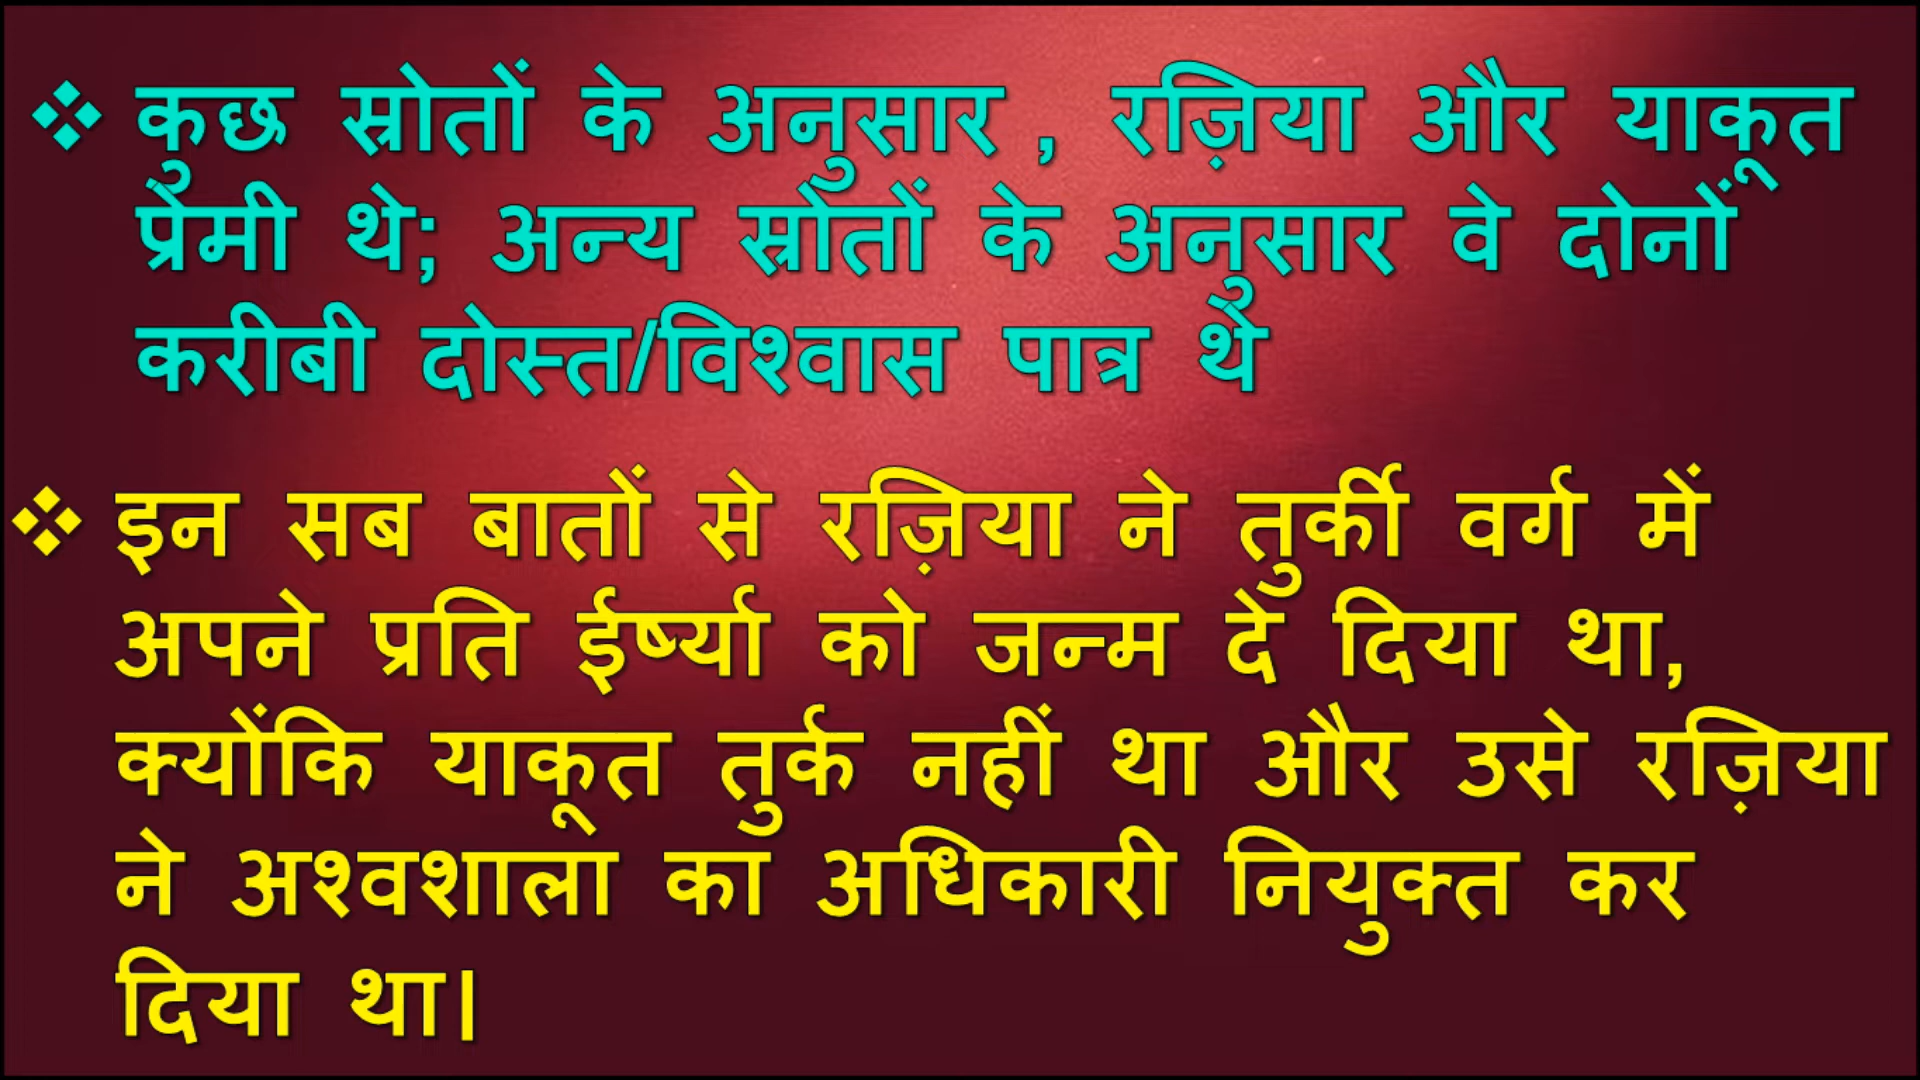 ❖ कुछ स्रोतों के अनुसार , रज़िया और याकूत
प्रेमी थे; अन्य स्रोतों के अनुसार वे दोनों
करीबी दोस्त/विश्वास पात्र थे
❖ इन सब बातों से रज़िया ने तुर्की वर्ग में
अपने प्रति ईर्ष्या को जन्म दे दिया था,
क्योंकि याकूत तुर्क नहीं था और उसे रज़िया
ने अश्वशाला का अधिकारी नियुक्त कर
दिया था।